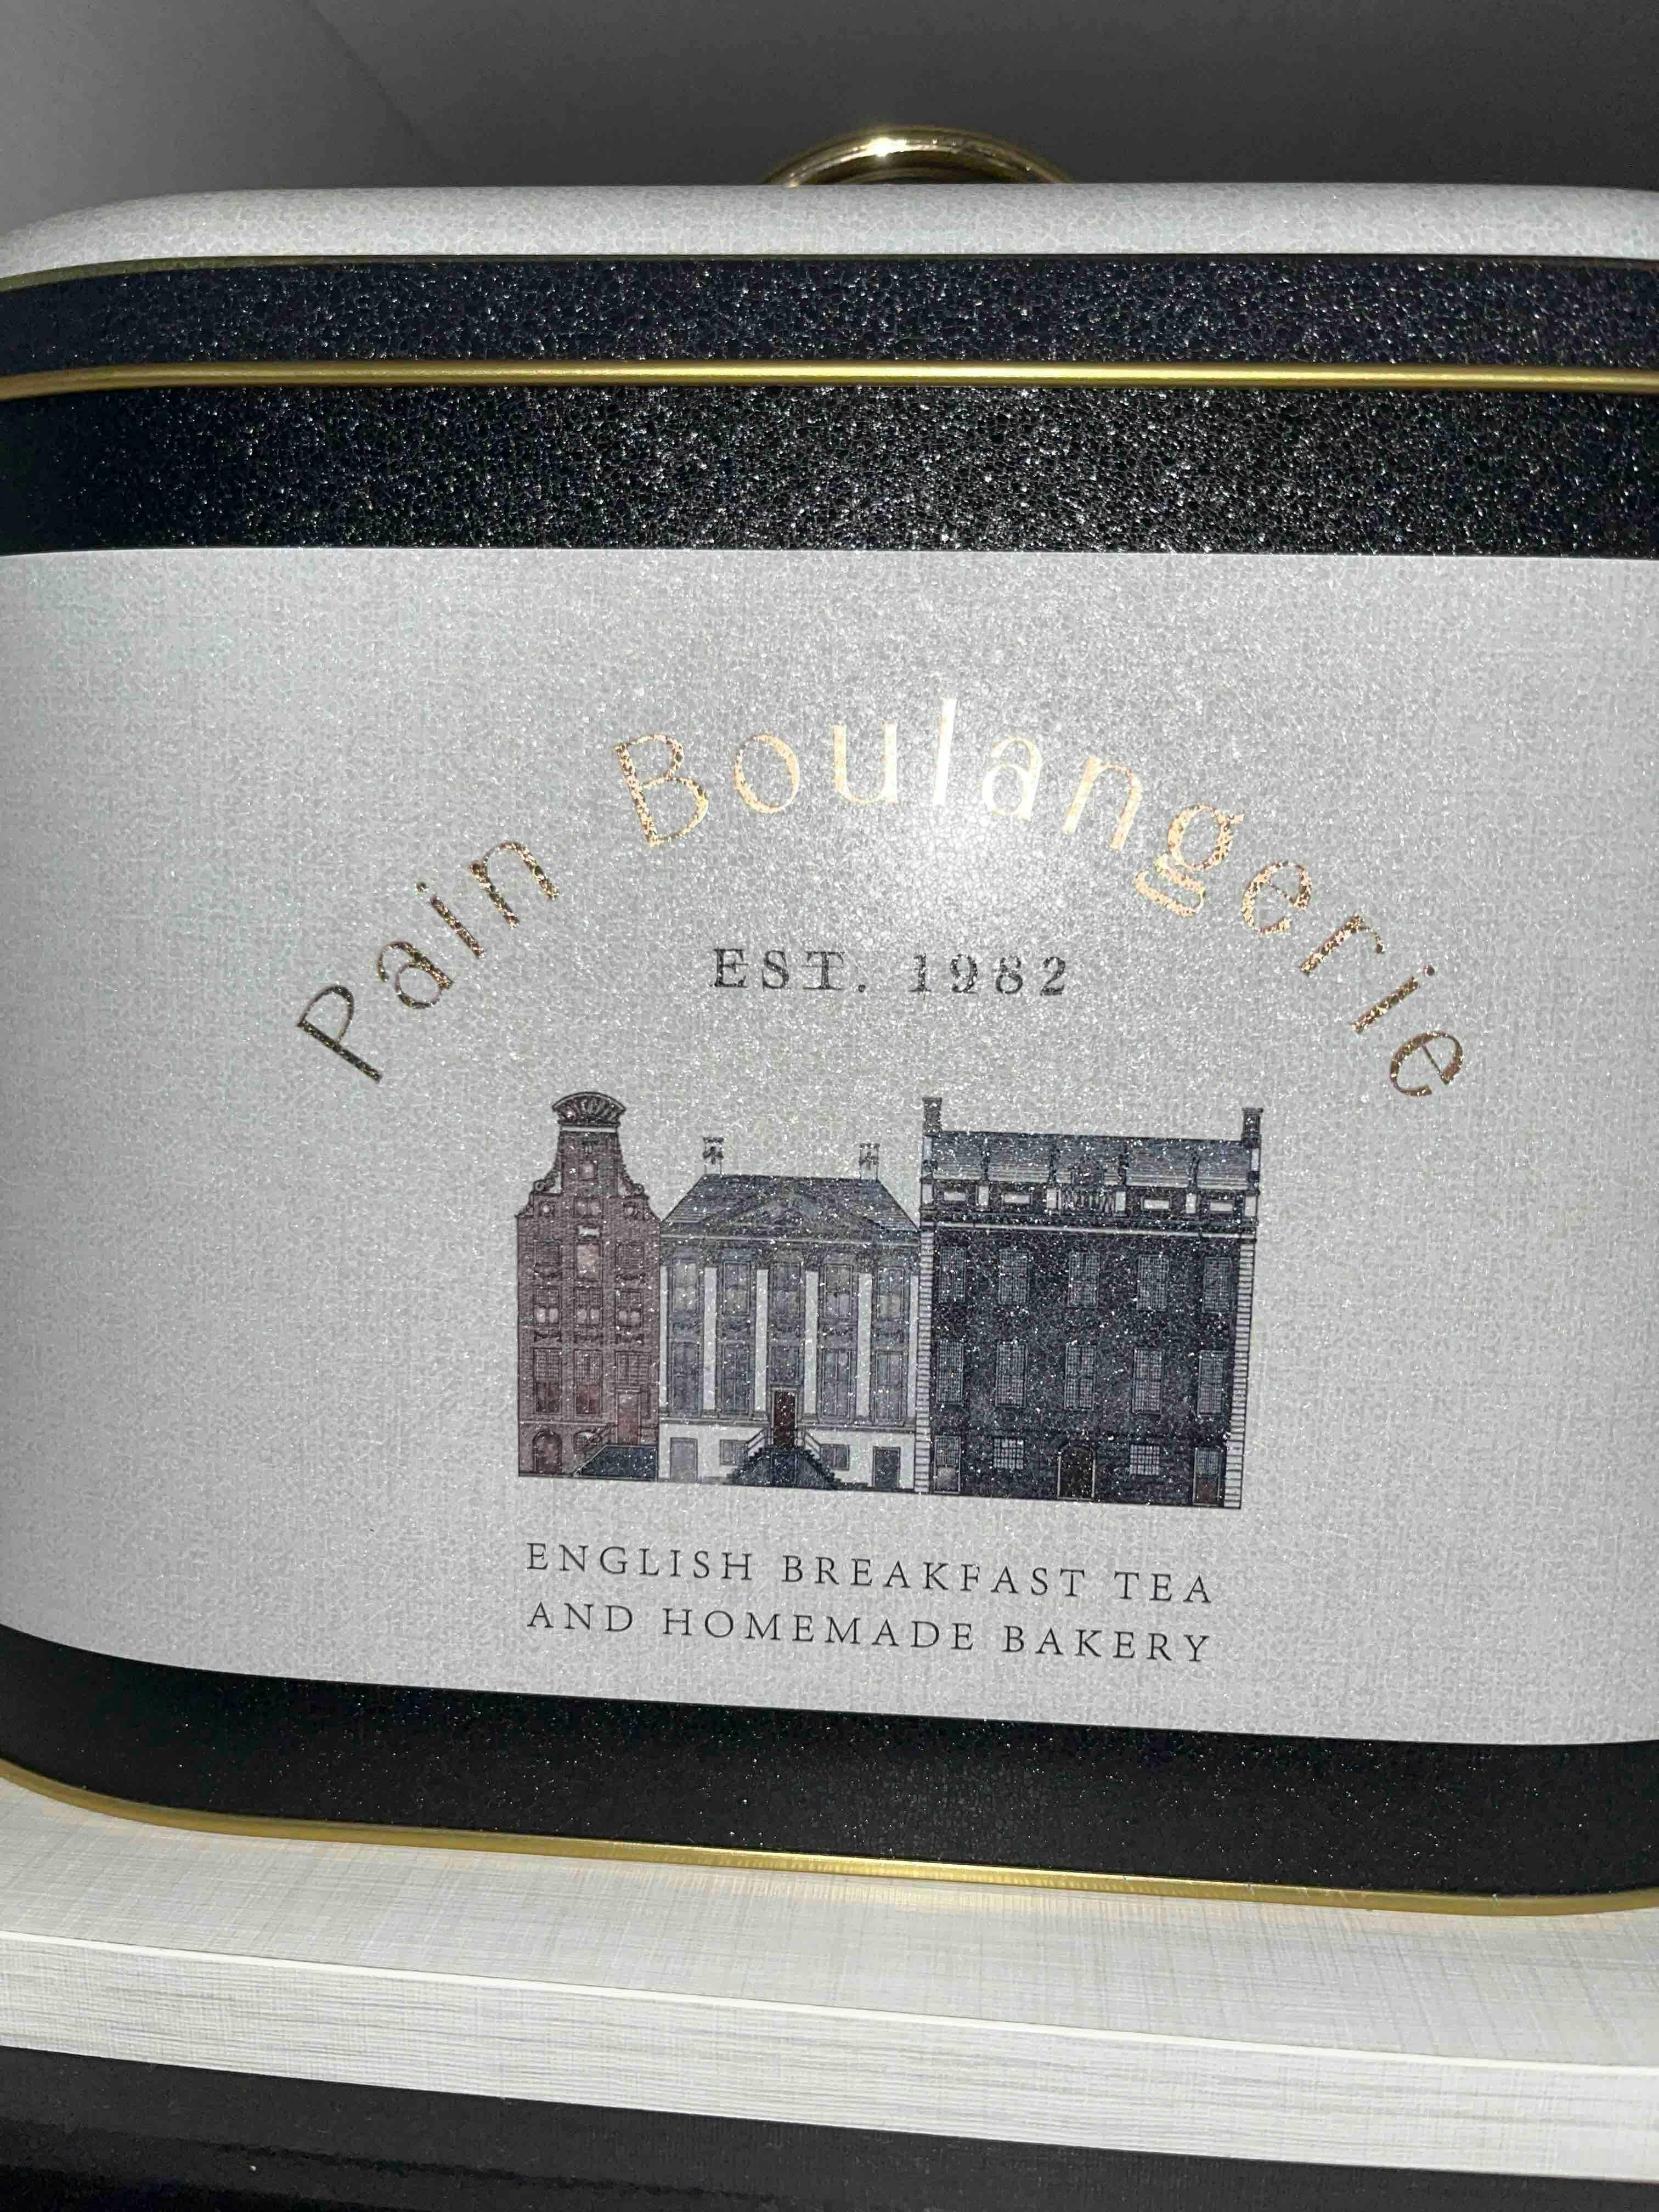 Pain Boulangerie
EST. 1982
ENGLISH BREAKFAST TEA
AND HOMEMADE BAKERY